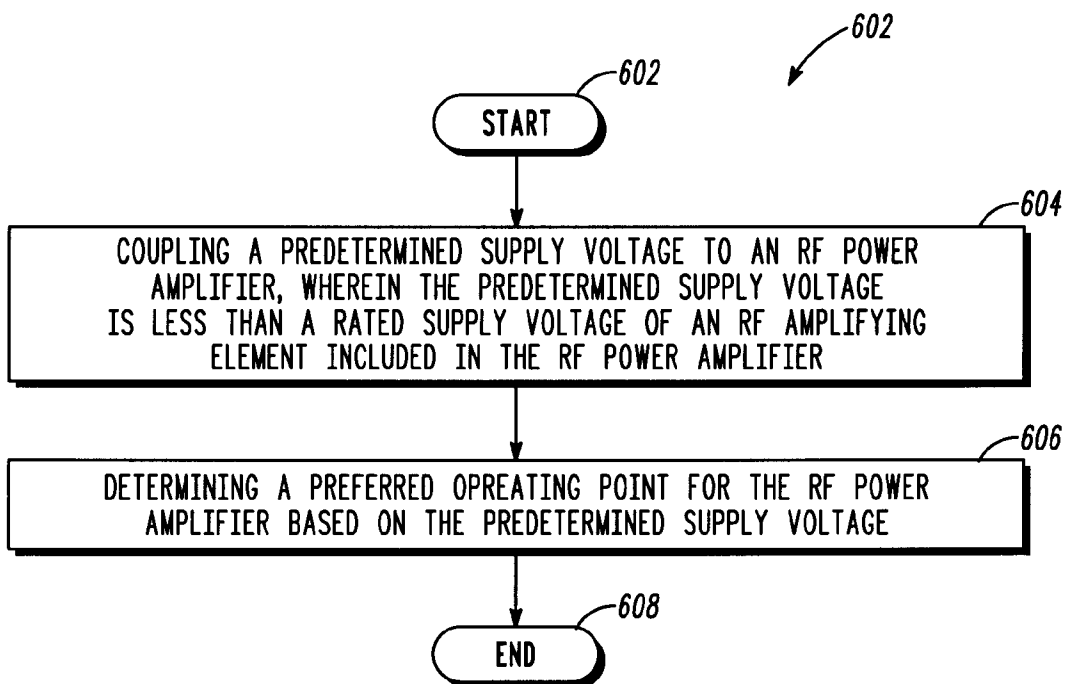 602
602
START
604
COUPLING A PREDETERMINED SUPPLY VOLTAGE TO AN RF POWER
AMPLIFIER, WHEREIN THE PREDETERMINED SUPPLY VOLTAGE
IS LESS THAN A RATED SUPPLY VOLTAGE OF AN RF AMPLIFYING
ELEMENT INCLUDED IN THE RF POWER AMPLIFIER
606
DETERMINING A PREFERRED OPREATING POINT FOR THE RF POWER
AMPLIFIER BASED ON THE PREDETERMINED SUPPLY VOLTAGE
608
END